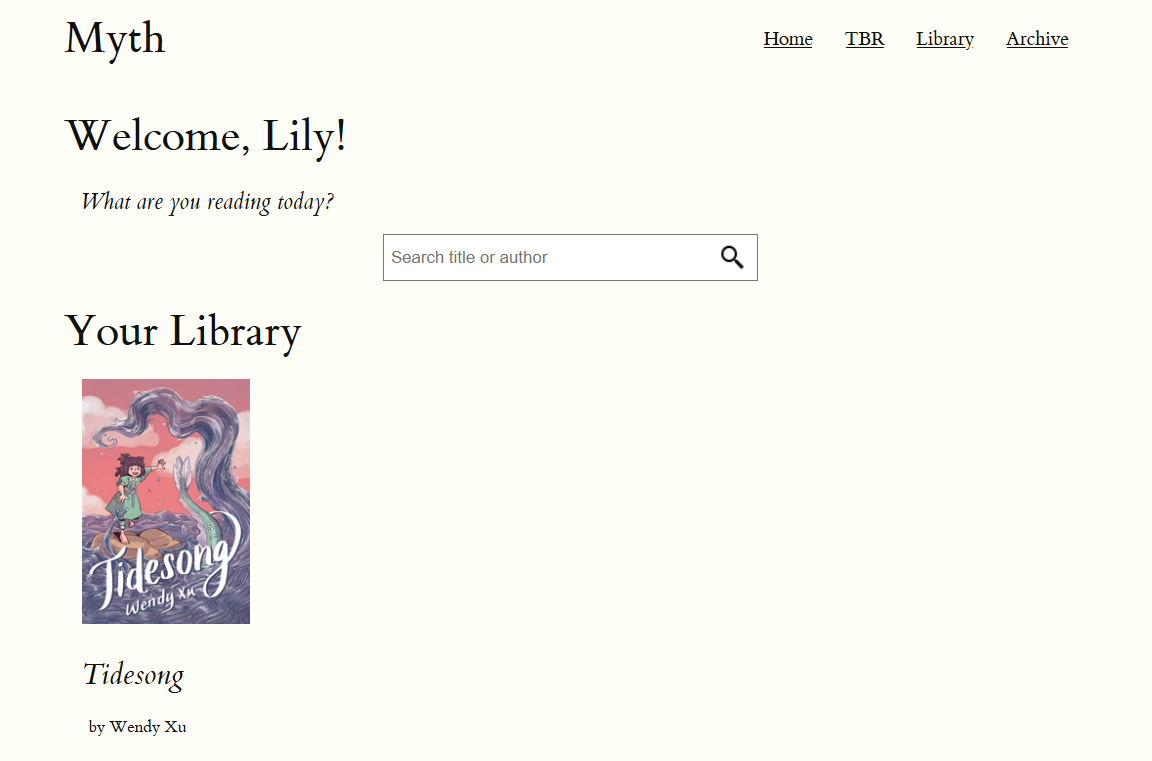 Myth
Home TBR Library Archive
Welcome, Lily!
What are you reading today?
Search title or author
Your Library
Tidesong
Wendy Xu
Tidesong
by Wendy Xu